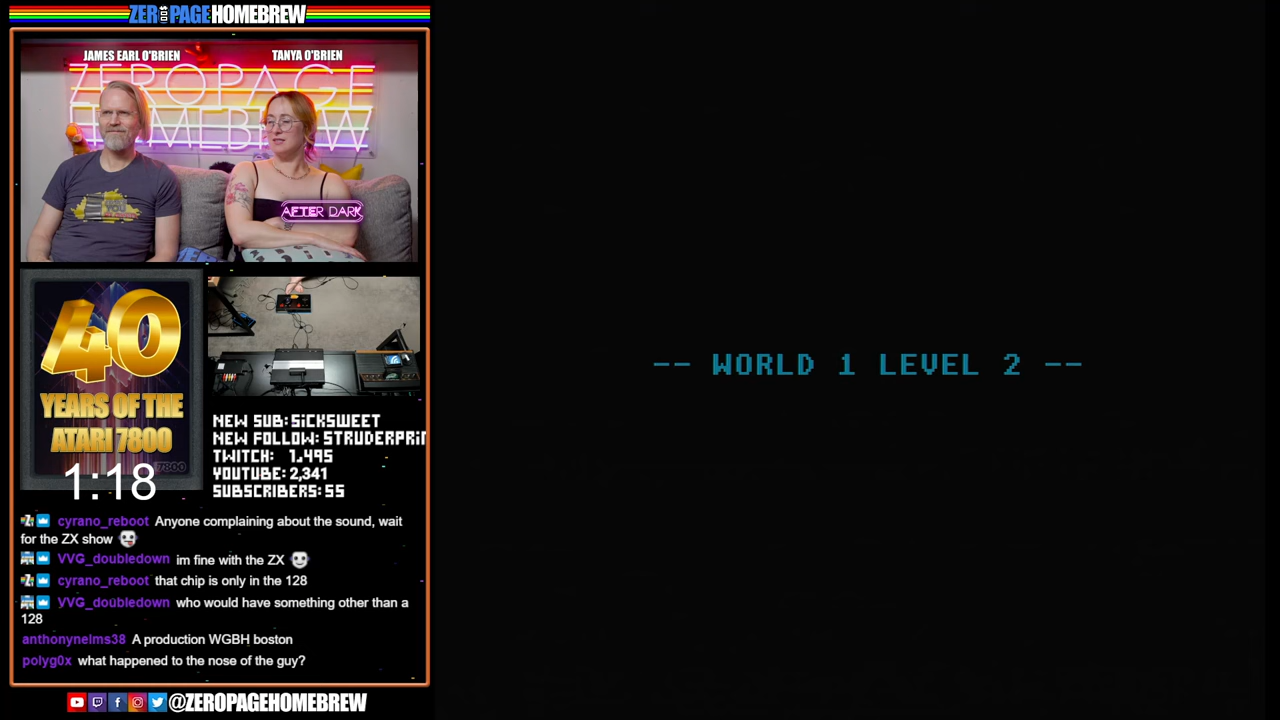 ZEROPAGE HOMEBREW
JAMES EARL O'BRIEN
TANYA O'BRIEN
ZEROPAGE
HOMEBREW
AFTER DARK
40
YEARS OF THE
ATARI 7800
7800
1:18
NEW SUB: SICKSWEET
NEW FOLLOW: STRUDERPRI
TWITCH: 1,495
YOUTUBE: 2,341
SUBSCRIBERS: 55
cyrano_reboot Anyone complaining about the sound, wait
for the ZX show
VVG_doubledown im fine with the ZX
cyrano_reboot that chip is only in the 128
VVG_doubledown who would have something other than a
128
anthonynelms38 A production WGBH boston
polyg0x what happened to the nose of the guy?
@ZEROPAGEHOMEBREW
-- WORLD 1 LEVEL 2 --